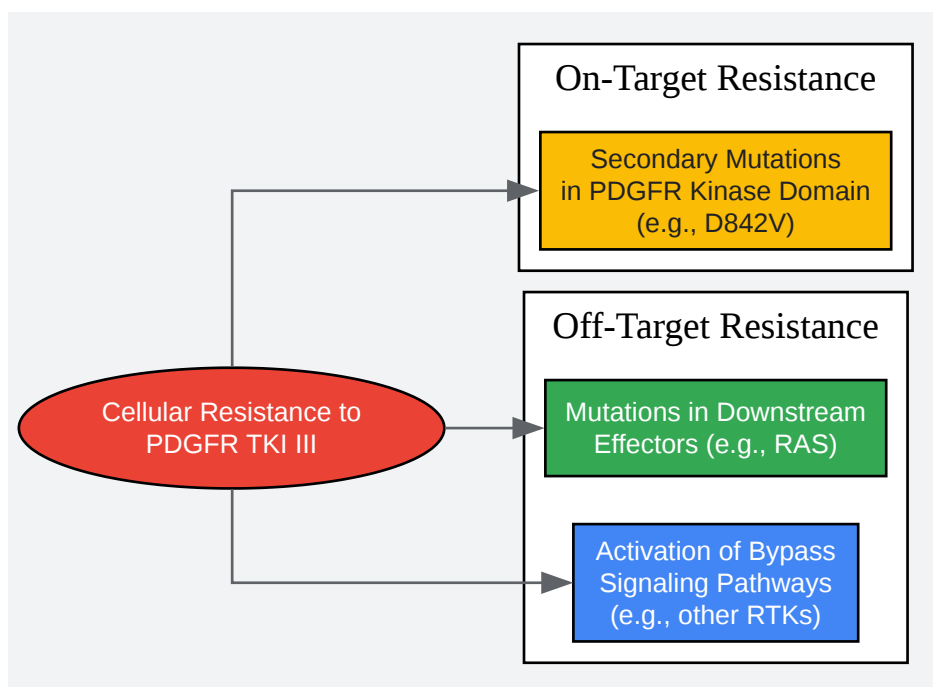 On-Target Resistance
Secondary Mutations
in PDGFR Kinase Domain
(e.g., D842V)
Off-Target Resistance
Cellular Resistance to
PDGFR TKI III
Mutations in Downstream
Effectors (e.g., RAS)
Activation of Bypass
Signaling Pathways
(e.g., other RTKs)